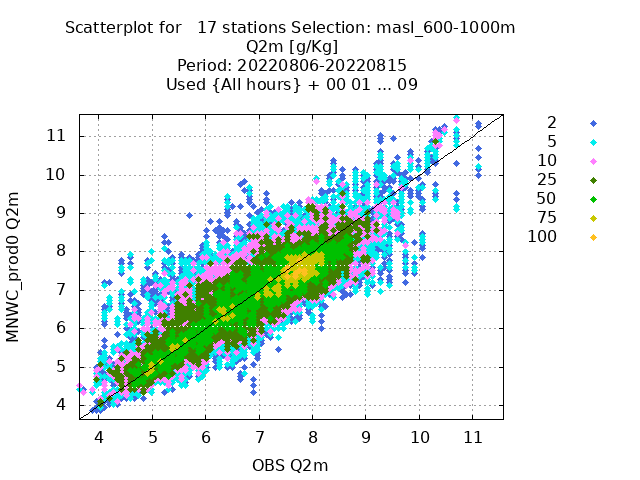 Scatterplot for   17 stations Selection: masl_600-1000m
Q2m [g/Kg]
Period: 20220806-20220815
Used {All hours} + 00 01 ... 09
2
5
10
25
50
75
100
MNWC_prod0 Q2m
11
10
9
8
7
6
5
4
4 5 6 7 8 9 10 11
OBS Q2m